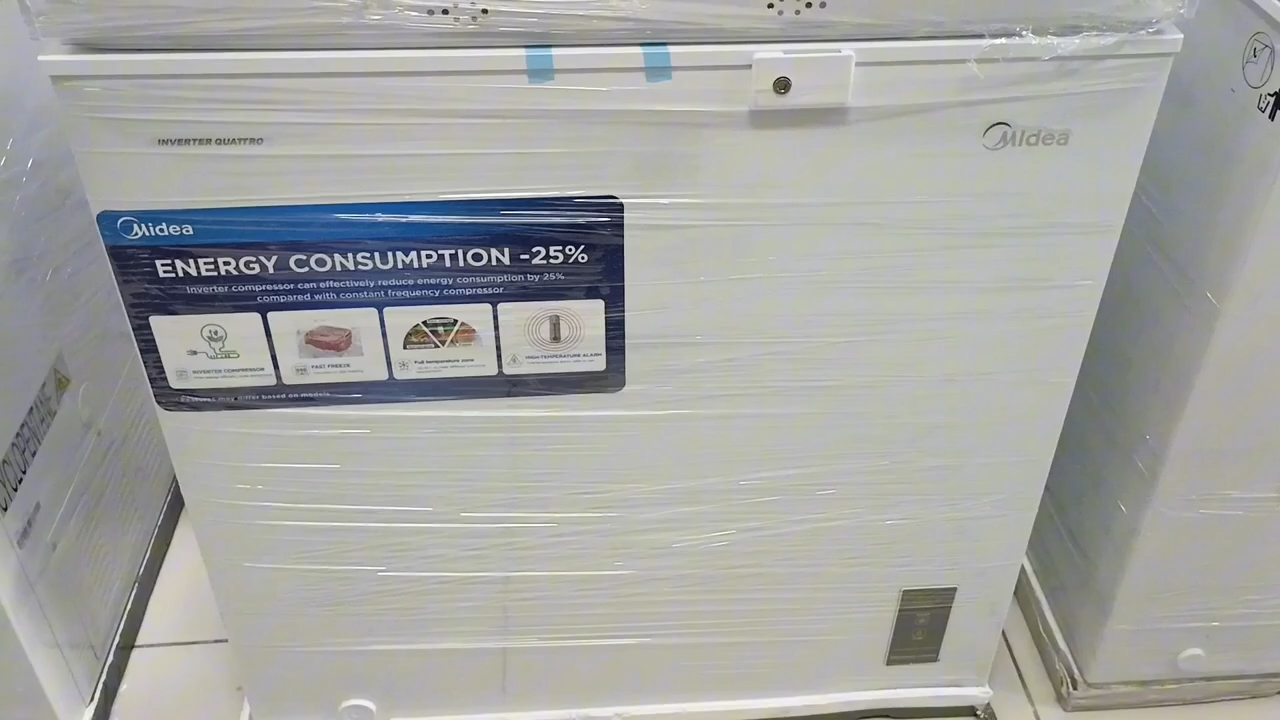 INVERTER QUATTRO
Midea
Midea
ENERGY CONSUMPTION -25%
Inverter compressor can effectively reduce energy consumption by 25%
compared with constant frequency compressor
INVERTER COMPRESSOR
FAST FREEZE
Full temperature zone
HIGH-TEMPERATURE ALARM
Features may differ based on models
CYCLOPENTANE